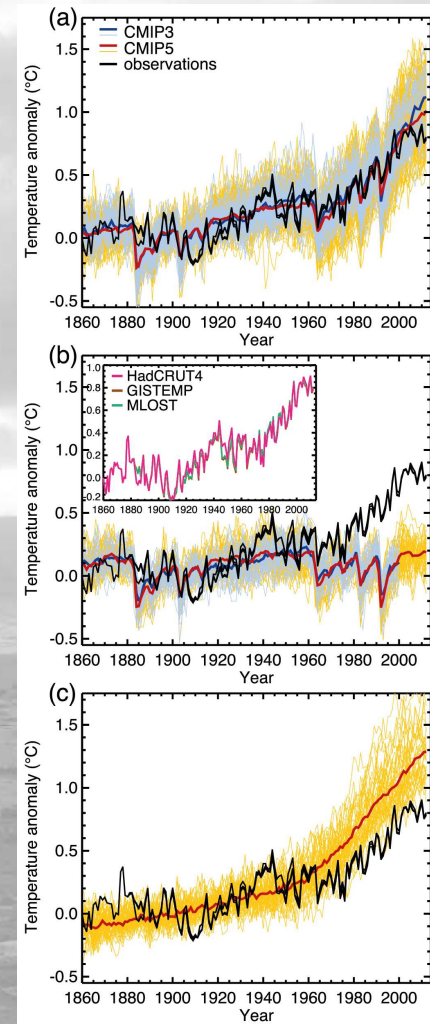 (a)
CMIP3
CMIP5
observations
Temperature anomaly (°C)
1.5
1.0
0.5
0.0
-0.5
1860 1880 1900 1920 1940 1960 1980 2000
Year
(b)
HadCRUT4
GISTEMP
MLOST
1.0
0.8
0.6
0.4
0.2
0.0
0.2
1860 1880 1900 1920 1940 1960 1980 2000
Temperature anomaly (°C)
1.5
1.0
0.5
0.0
-0.5
1860 1880 1900 1920 1940 1960 1980 2000
Year
(c)
Temperature anomaly (°C)
1.5
1.0
0.5
0.0
-0.5
1860 1880 1900 1920 1940 1960 1980 2000
Year